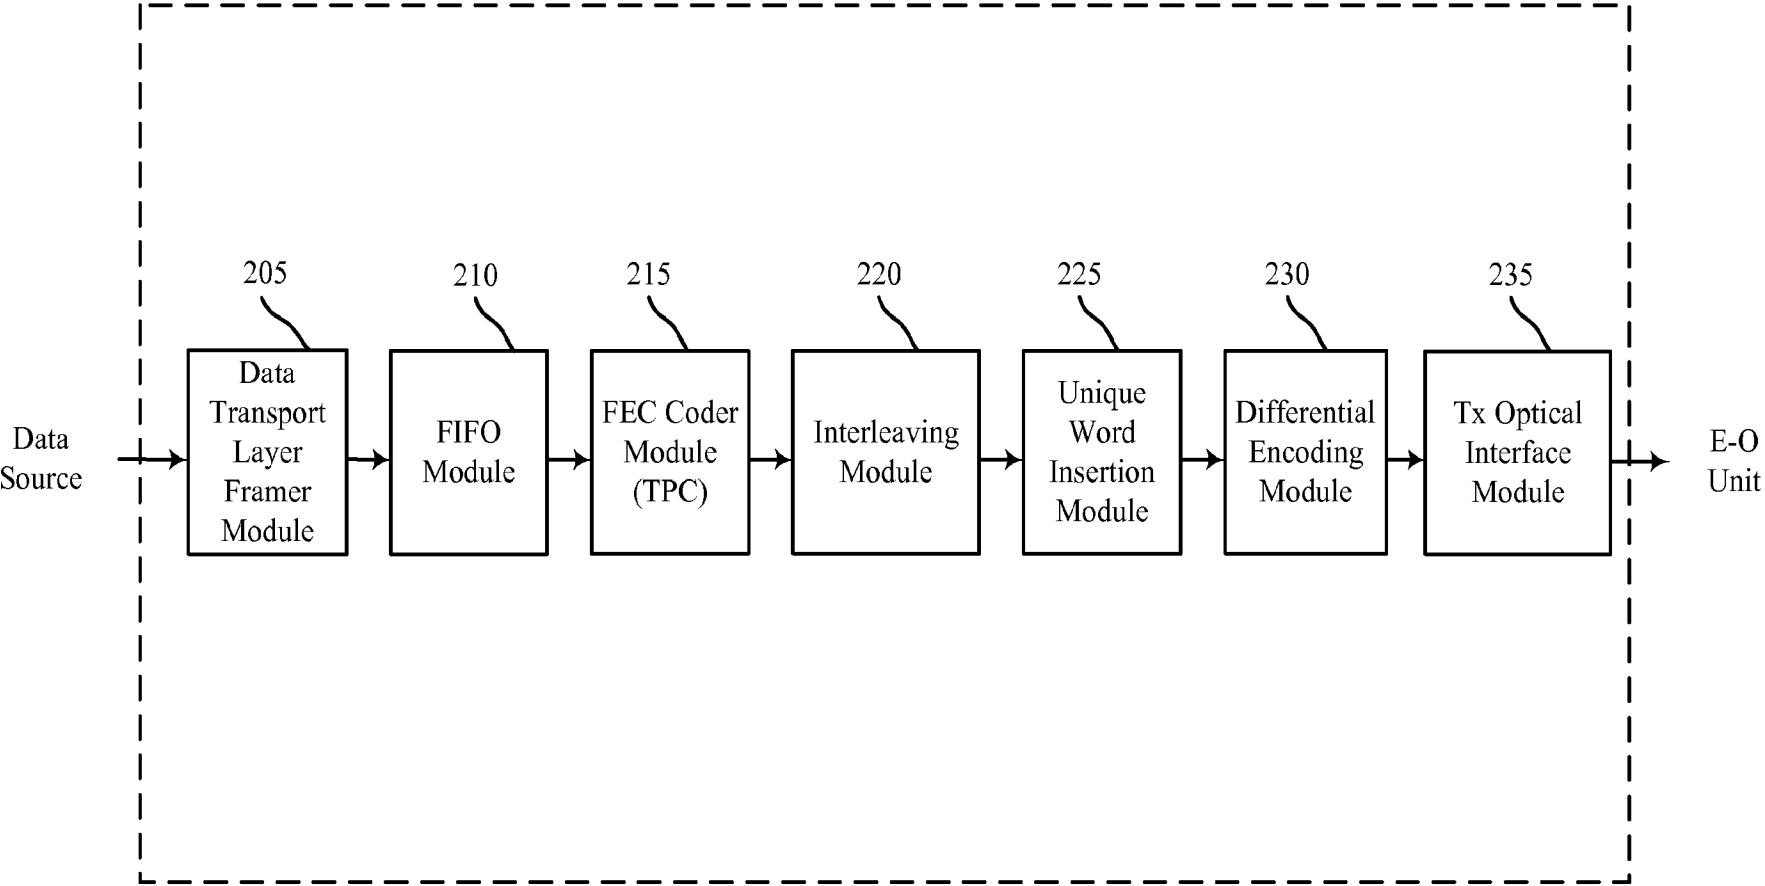 205
210
215
220
225
230
235
Data
Source
Data
Transport
Layer
Framer
Module
FIFO
Module
FEC Coder
Module
(TPC)
Interleaving
Module
Unique
Word
Insertion
Module
Differential
Encoding
Module
Tx Optical
Interface
Module
E-O
Unit